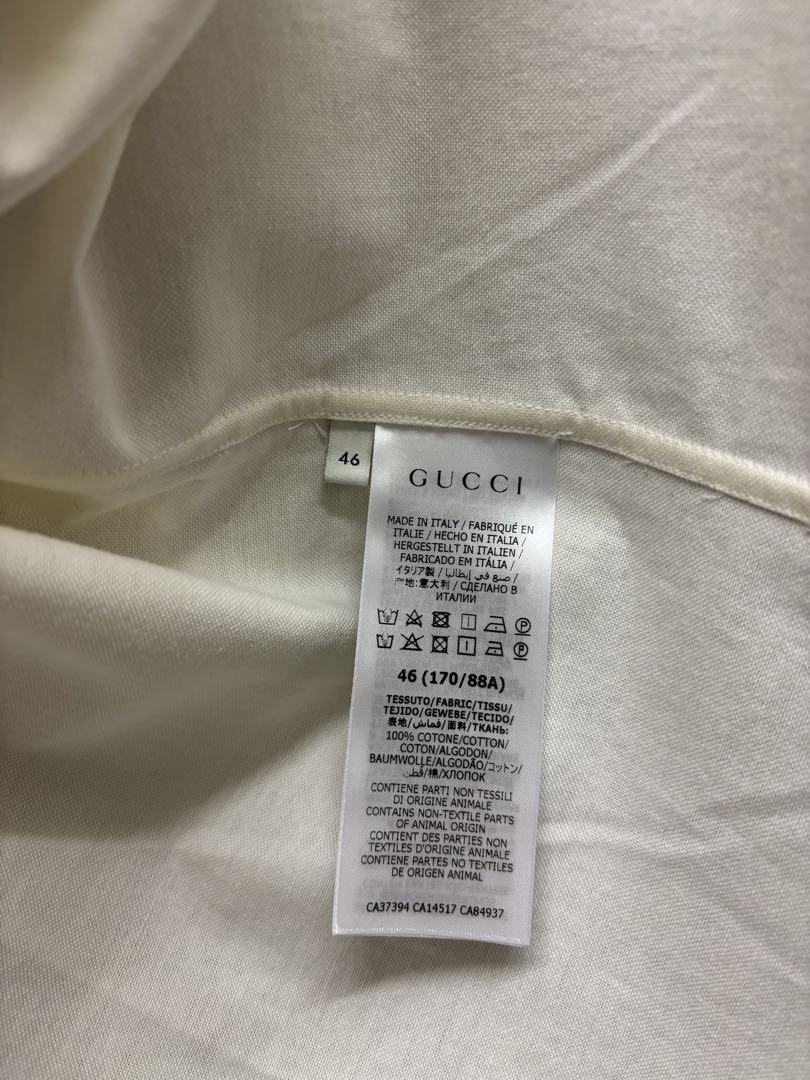 46
GUCCI
MADE IN ITALY / FABRIQUÉ EN
ITALIE / HECHO EN ITALIA /
HERGESTELLT IN ITALIEN /
FABRICADO EM ITÁLIA /
イタリア製 / صنع في إيطاليا /
产地:意大利 / СДЕЛАНО В
ИТАЛИИ
46 (170/88A)
TESSUTO/FABRIC/TISSU/
TEJIDO/GEWEBE/TECIDO/
表地/قماش/面料/ТКАНЬ:
100% COTONE/COTTON/
COTON/ALGODON/
BAUMWOLLE/ALGODÃO/コットン/
قطن/棉/ХЛОПОК
CONTIENE PARTI NON TESSILI
DI ORIGINE ANIMALE
CONTAINS NON-TEXTILE PARTS
OF ANIMAL ORIGIN
CONTIENT DES PARTIES NON
TEXTILES D'ORIGINE ANIMALE
CONTIENE PARTES NO TEXTILES
DE ORIGEN ANIMAL
CA37394 CA14517 CA84937